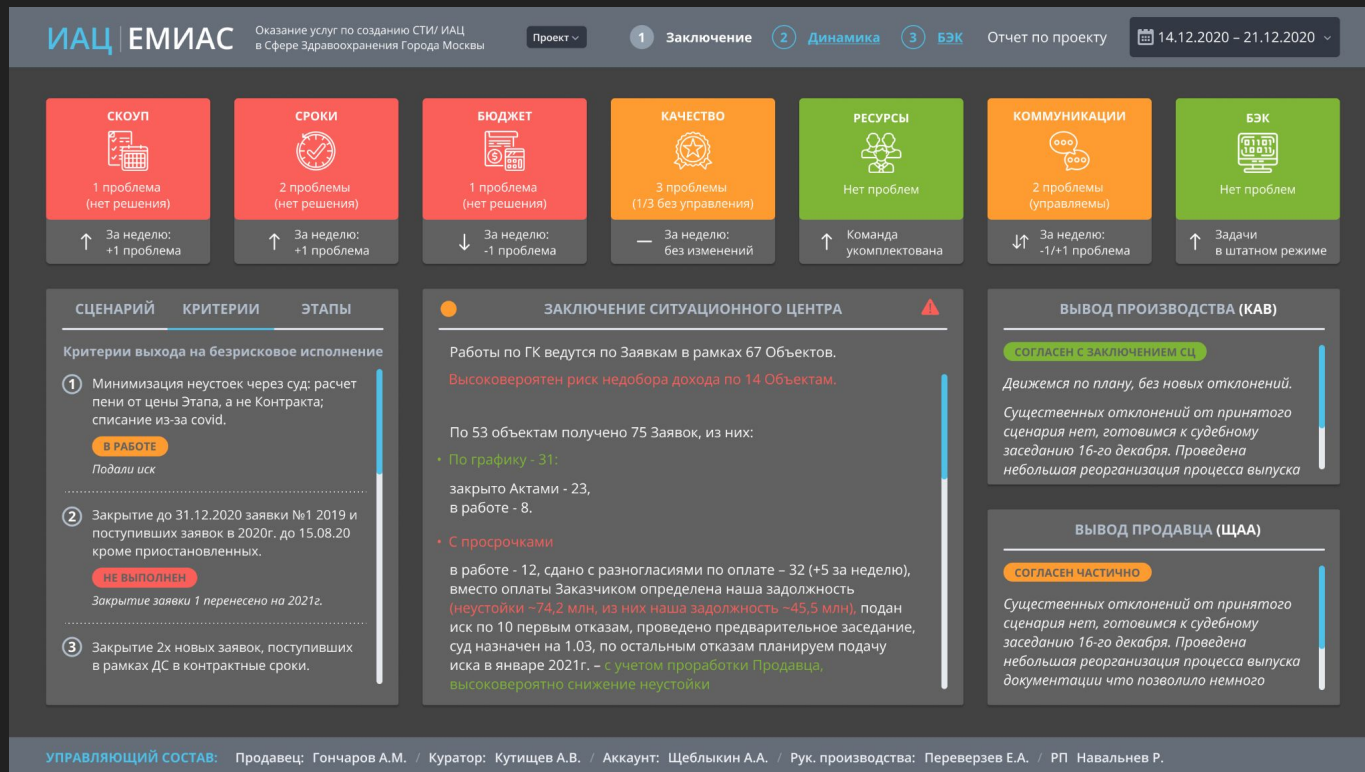 ИАЦ | ЕМИАС
Оказание услуг по созданию СТИ/ ИАЦ
в Сфере Здравоохранения Города Москвы
Проект
1 Заключение
2 Динамика
3 БЭК
Отчет по проекту
14.12.2020 – 21.12.2020
СКОУП
1 проблема
(нет решения)
За неделю:
+1 проблема
СРОКИ
2 проблемы
(нет решения)
За неделю:
+1 проблема
БЮДЖЕТ
1 проблема
(нет решения)
За неделю:
-1 проблема
КАЧЕСТВО
3 проблемы
(1/3 без управления)
За неделю:
без изменений
РЕСУРСЫ
Нет проблем
Команда
укомплектована
КОММУНИКАЦИИ
2 проблемы
(управляемы)
За неделю:
-1/+1 проблема
БЭК
01101
10011
Нет проблем
Задачи
в штатном режиме
СЦЕНАРИЙ КРИТЕРИИ ЭТАПЫ
Критерии выхода на безрисковое исполнение
1 Минимизация неустоек через суд: расчет
пени от цены Этапа, а не Контракта;
списание из-за covid.
В РАБОТЕ
Подали иск
2 Закрытие до 31.12.2020 заявки №1 2019 и
поступивших заявок в 2020г. до 15.08.20
кроме приостановленных.
НЕ ВЫПОЛНЕН
Закрытие заявки 1 перенесено на 2021г.
3 Закрытие 2х новых заявок, поступивших
в рамках ДС в контрактные сроки.
ЗАКЛЮЧЕНИЕ СИТУАЦИОННОГО ЦЕНТРА
Работы по ГК ведутся по Заявкам в рамках 67 Объектов.
Высоковероятен риск недобора дохода по 14 Объектам.
По 53 объектам получено 75 Заявок, из них:
• По графику - 31:
закрыто Актами - 23,
в работе - 8.
• С просрочками
в работе - 12, сдано с разногласиями по оплате – 32 (+5 за неделю),
вместо оплаты Заказчиком определена наша задолжность
(неустойки ~74,2 млн, из них наша задолжность ~45,5 млн), подан
иск по 10 первым отказам, проведено предварительное заседание,
суд назначен на 1.03, по остальным отказам планируем подачу
иска в январе 2021г. – с учетом проработки Продавца,
высоковероятно снижение неустойки
ВЫВОД ПРОИЗВОДСТВА (КАВ)
СОГЛАСЕН С ЗАКЛЮЧЕНИЕМ СЦ
Движемся по плану, без новых отклонений.
Существенных отклонений от принятого
сценария нет, готовимся к судебному
заседанию 16-го декабря. Проведена
небольшая реорганизация процесса выпуска
ВЫВОД ПРОДАВЦА (ЩАА)
СОГЛАСЕН ЧАСТИЧНО
Существенных отклонений от принятого
сценария нет, готовимся к судебному
заседанию 16-го декабря. Проведена
небольшая реорганизация процесса выпуска
документации что позволило немного
УПРАВЛЯЮЩИЙ СОСТАВ: Продавец: Гончаров А.М. / Куратор: Кутищев А.В. / Аккаунт: Щеблыкин А.А. / Рук. производства: Переверзев Е.А. / РП Навальнев Р.